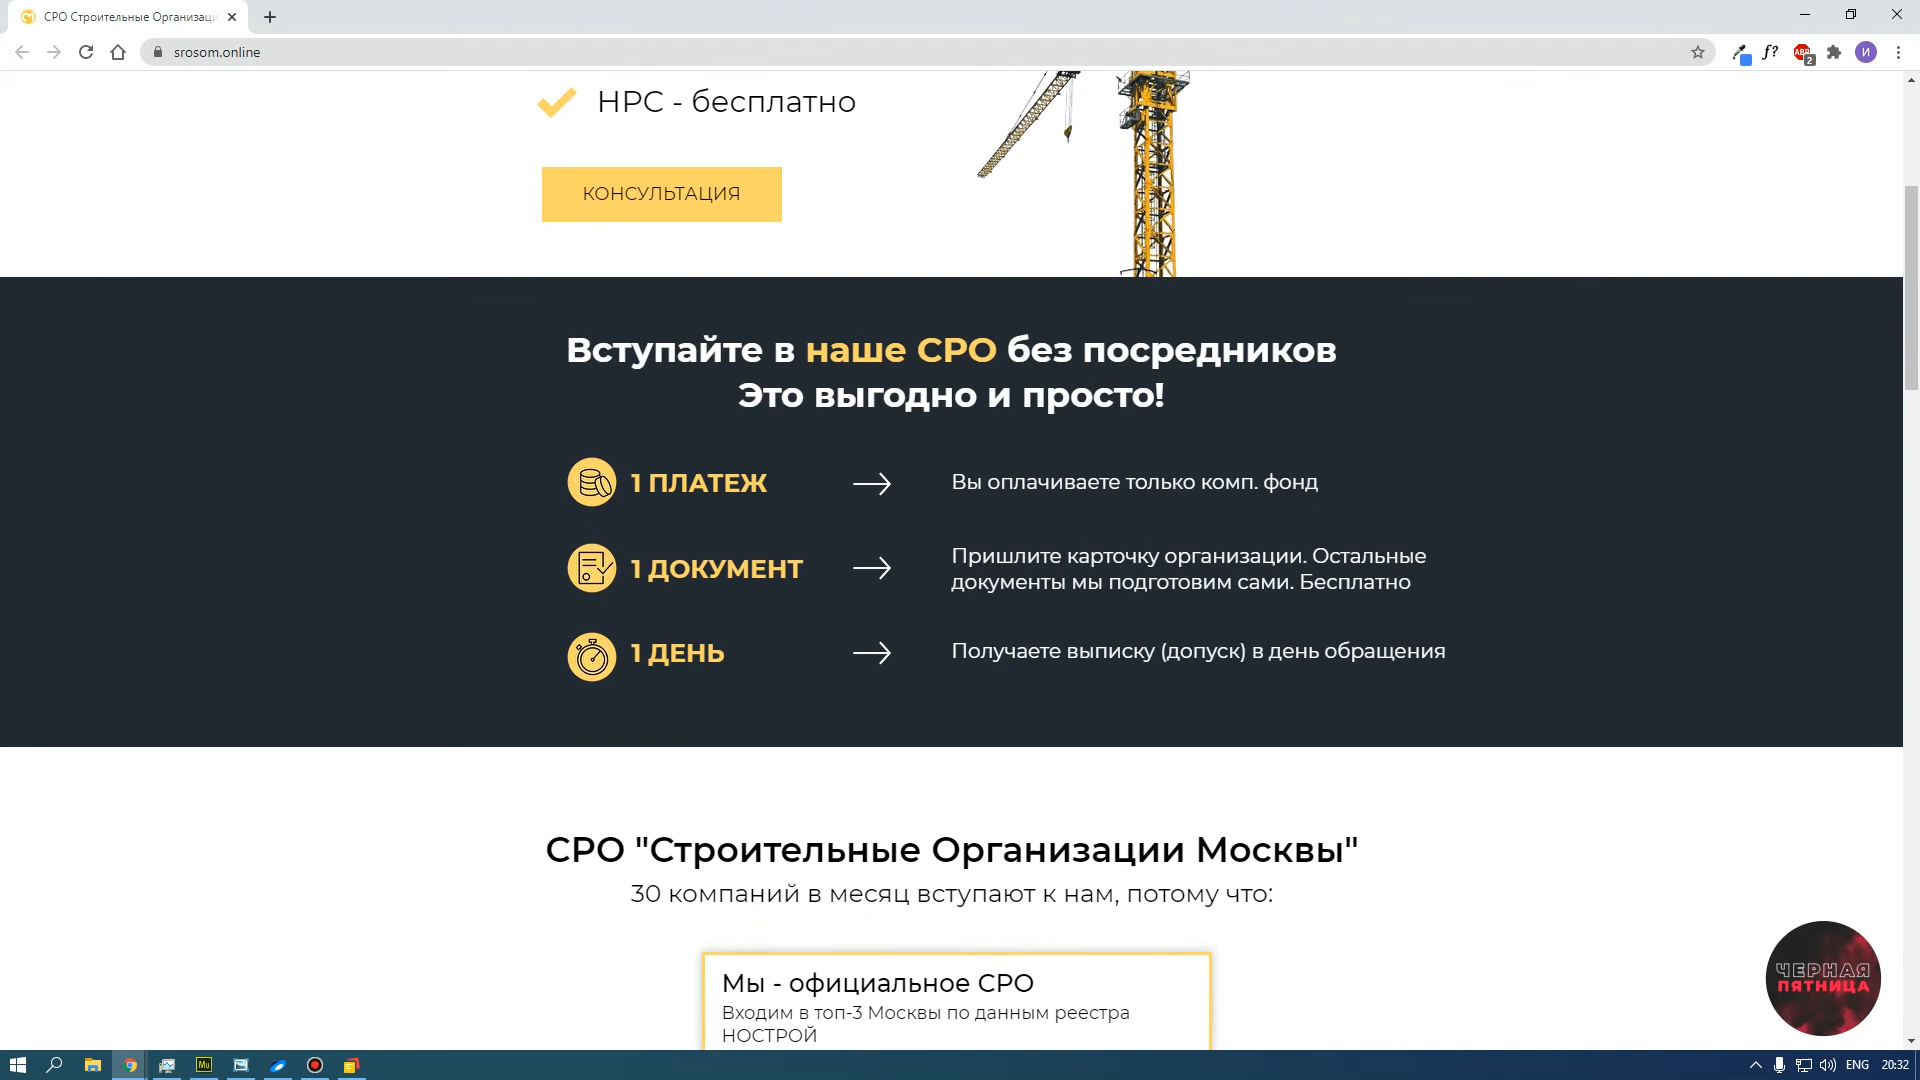 СРО Строительные Организаци
srosom.online
f?
ABP
2
И
НРС - бесплатно
КОНСУЛЬТАЦИЯ
Вступайте в наше СРО без посредников
Это выгодно и просто!
1 ПЛАТЕЖ
Вы оплачиваете только комп. фонд
1 ДОКУМЕНТ
Пришлите карточку организации. Остальные
документы мы подготовим сами. Бесплатно
1 ДЕНЬ
Получаете выписку (допуск) в день обращения
СРО "Строительные Организации Москвы"
30 компаний в месяц вступают к нам, потому что:
Мы - официальное СРО
Входим в топ-3 Москвы по данным реестра
НОСТРОЙ
ЧЕРНАЯ
ПЯТНИЦА
Mu
ENG
20:32